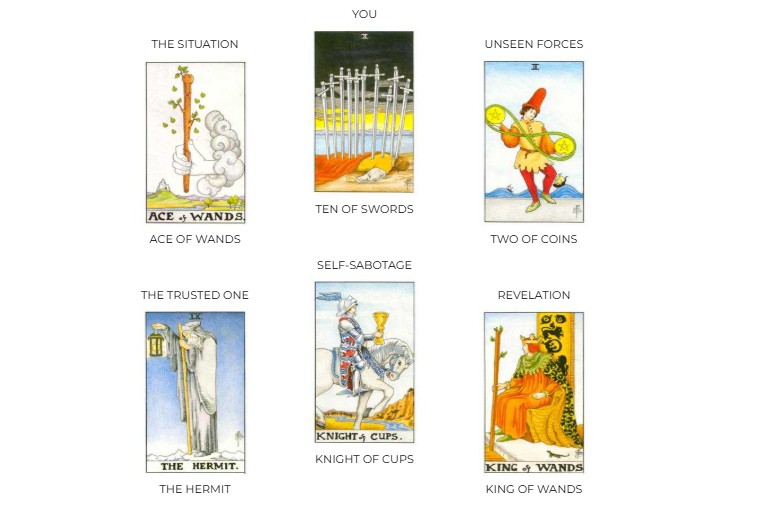 YOU
THE SITUATION
UNSEEN FORCES
X
II
ACE of WANDS.
TEN OF SWORDS
ACE OF WANDS
TWO OF COINS
SELF-SABOTAGE
THE TRUSTED ONE
REVELATION
IX
KNIGHT of CUPS.
THE HERMIT.
KING of WANDS
KNIGHT OF CUPS
THE HERMIT
KING OF WANDS